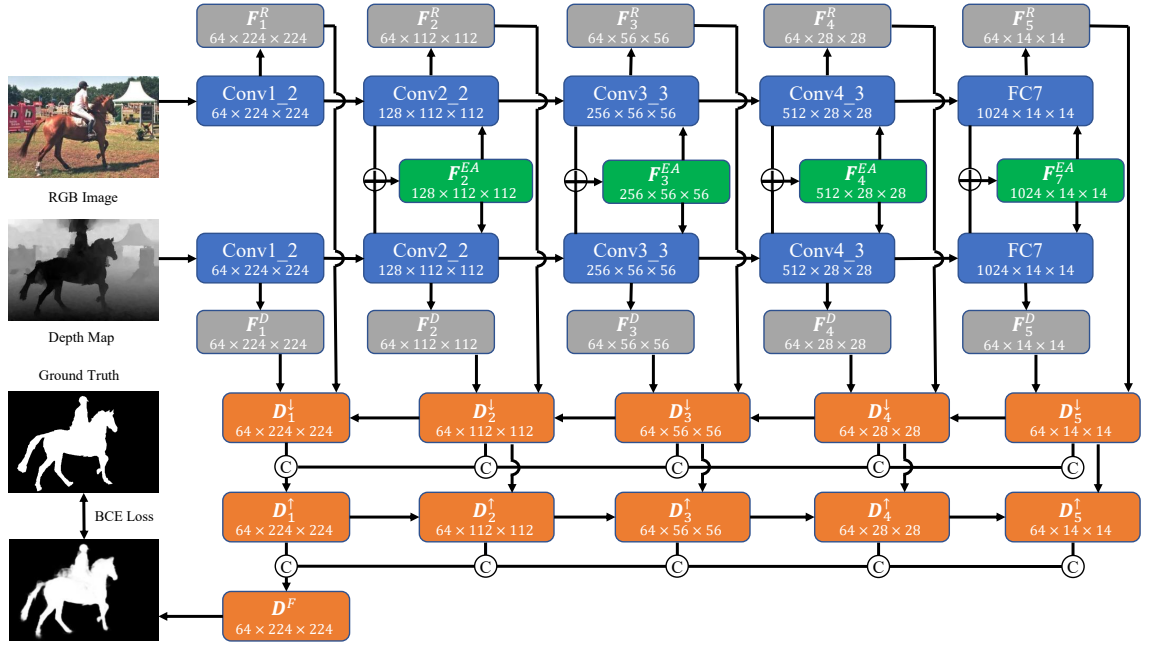 F_1^R
64 × 224 × 224
F_2^R
64 × 112 × 112
F_3^R
64 × 56 × 56
F_4^R
64 × 28 × 28
F_5^R
64 × 14 × 14
Conv1_2
64 × 224 × 224
Conv2_2
128 × 112 × 112
Conv3_3
256 × 56 × 56
Conv4_3
512 × 28 × 28
FC7
1024 × 14 × 14
RGB Image
F_2^{EA}
128 × 112 × 112
F_3^{EA}
256 × 56 × 56
F_4^{EA}
512 × 28 × 28
F_7^{EA}
1024 × 14 × 14
Conv1_2
64 × 224 × 224
Conv2_2
128 × 112 × 112
Conv3_3
256 × 56 × 56
Conv4_3
512 × 28 × 28
FC7
1024 × 14 × 14
Depth Map
F_1^D
64 × 224 × 224
F_2^D
64 × 112 × 112
F_3^D
64 × 56 × 56
F_4^D
64 × 28 × 28
F_5^D
64 × 14 × 14
Ground Truth
D_1^↓
64 × 224 × 224
D_2^↓
64 × 112 × 112
D_3^↓
64 × 56 × 56
D_4^↓
64 × 28 × 28
D_5^↓
64 × 14 × 14
C
C
C
C
C
BCE Loss
D_1^↑
64 × 224 × 224
D_2^↑
64 × 112 × 112
D_3^↑
64 × 56 × 56
D_4^↑
64 × 28 × 28
D_5^↑
64 × 14 × 14
C
C
C
C
C
D^F
64 × 224 × 224